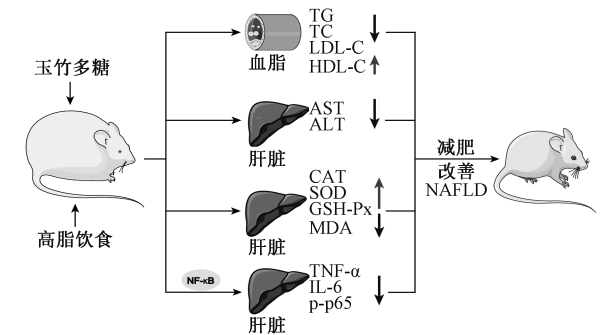 玉竹多糖
高脂饮食
TG
TC
LDL-C
HDL-C
血脂
AST
ALT
肝脏
CAT
SOD
GSH-Px
MDA
肝脏
NF-κB
TNF-α
IL-6
p-p65
肝脏
减肥
改善
NAFLD